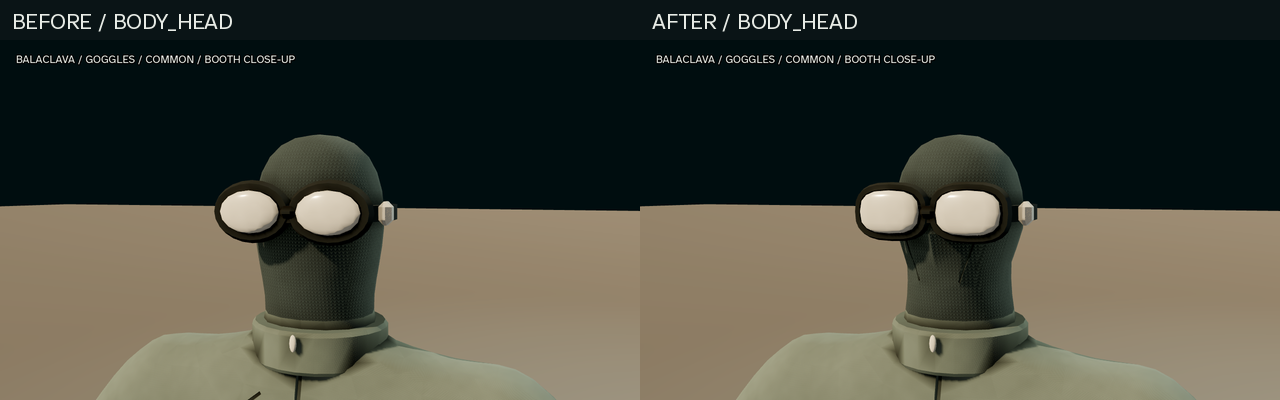 BEFORE / BODY_HEAD
BALACLAVA / GOGGLES / COMMON / BOOTH CLOSE-UP
AFTER / BODY_HEAD
BALACLAVA / GOGGLES / COMMON / BOOTH CLOSE-UP